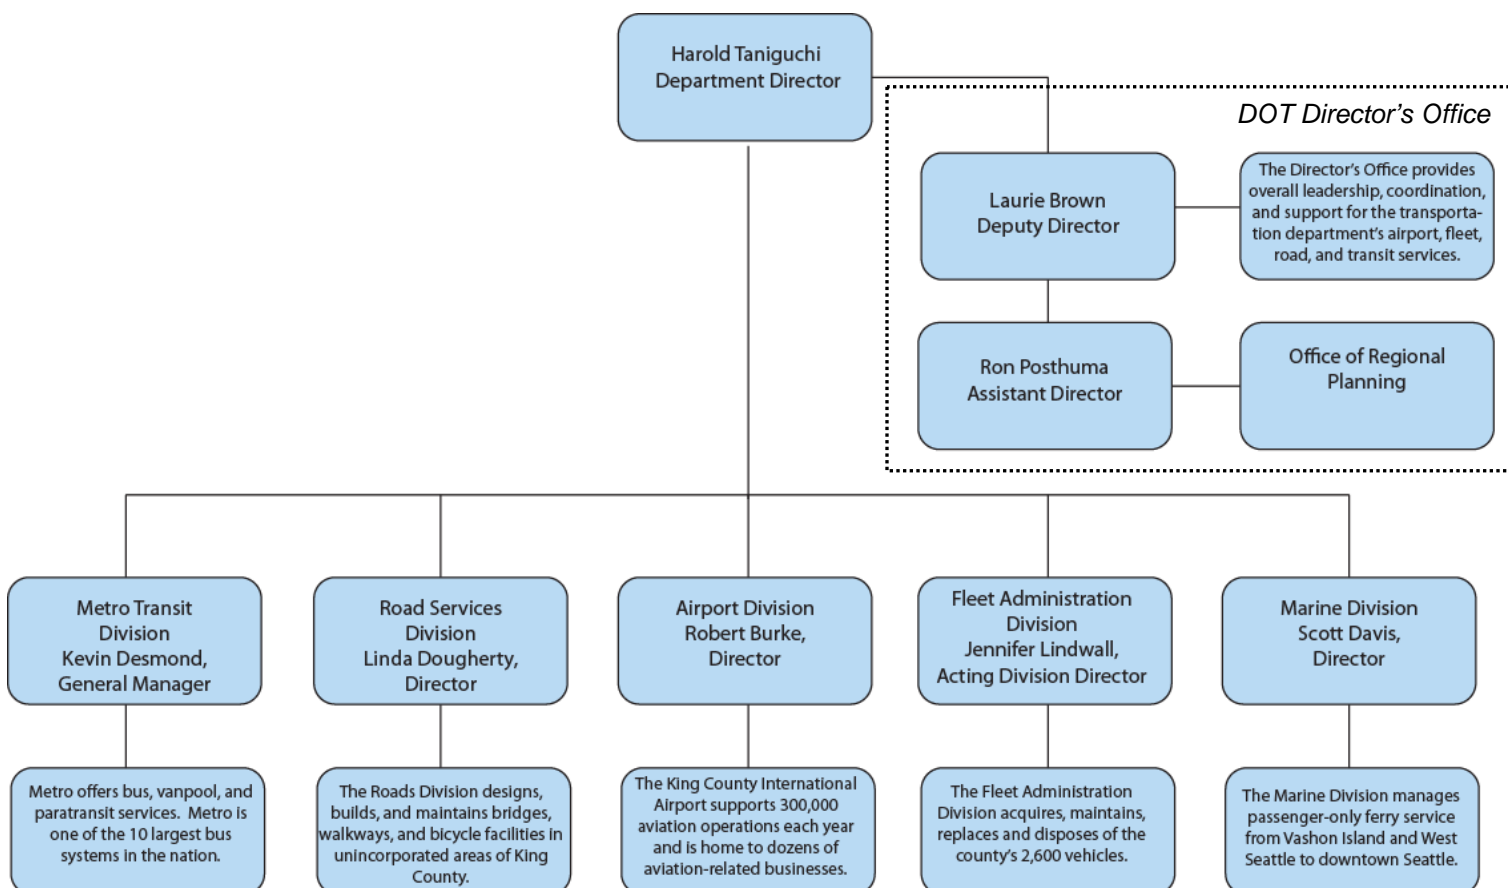 Harold Taniguchi
Department Director
DOT Director’s Office
Laurie Brown
Deputy Director
The Director’s Office provides
overall leadership, coordination,
and support for the transporta-
tion department’s airport, fleet,
road, and transit services.
Ron Posthuma
Assistant Director
Office of Regional
Planning
Metro Transit
Division
Kevin Desmond,
General Manager
Road Services
Division
Linda Dougherty,
Director
Airport Division
Robert Burke,
Director
Fleet Administration
Division
Jennifer Lindwall,
Acting Division Director
Marine Division
Scott Davis,
Director
Metro offers bus, vanpool, and
paratransit services.  Metro is
one of the 10 largest bus
systems in the nation.
The Roads Division designs,
builds, and maintains bridges,
walkways, and bicycle facilities in
unincorporated areas of King
County.
The King County International
Airport supports 300,000
aviation operations each year
and is home to dozens of
aviation-related businesses.
The Fleet Administration
Division acquires, maintains,
replaces and disposes of the
county’s 2,600 vehicles.
The Marine Division manages
passenger-only ferry service
from Vashon Island and West
Seattle to downtown Seattle.